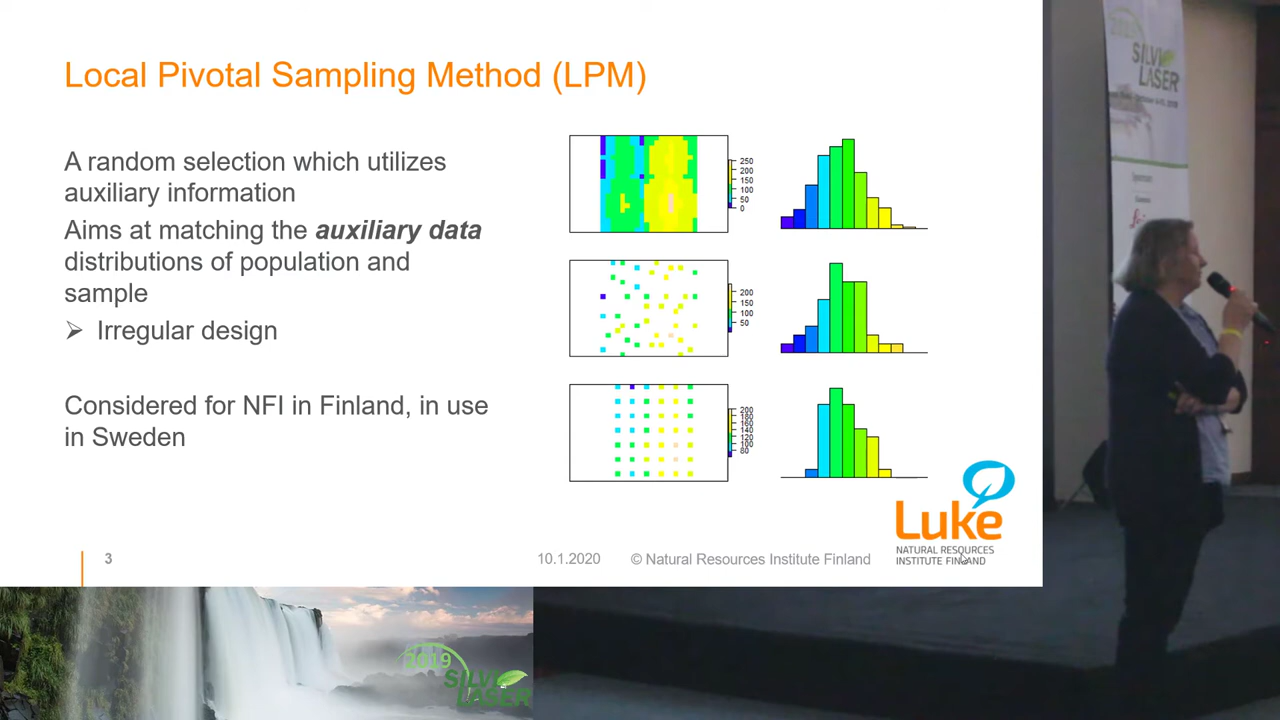 Local Pivotal Sampling Method (LPM)
A random selection which utilizes
auxiliary information
Aims at matching the auxiliary data
distributions of population and
sample
➤ Irregular design
Considered for NFI in Finland, in use
in Sweden
250
200
150
100
50
0
200
150
100
50
200
180
160
140
120
100
80
Luke
NATURAL RESOURCES
INSTITUTE FINLAND
3
10.1.2020
© Natural Resources Institute Finland
2019
SILVI
LASER
2019
SILVI
LASER